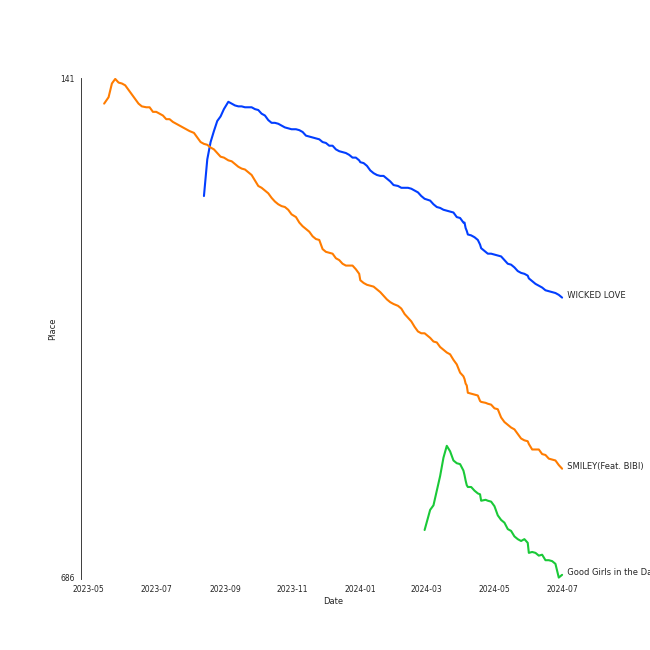 141
Place
WICKED LOVE
SMILEY(Feat. BIBI)
Good Girls in the Da
686
2023-05 2023-07 2023-09 2023-11 2024-01 2024-03 2024-05 2024-07
Date